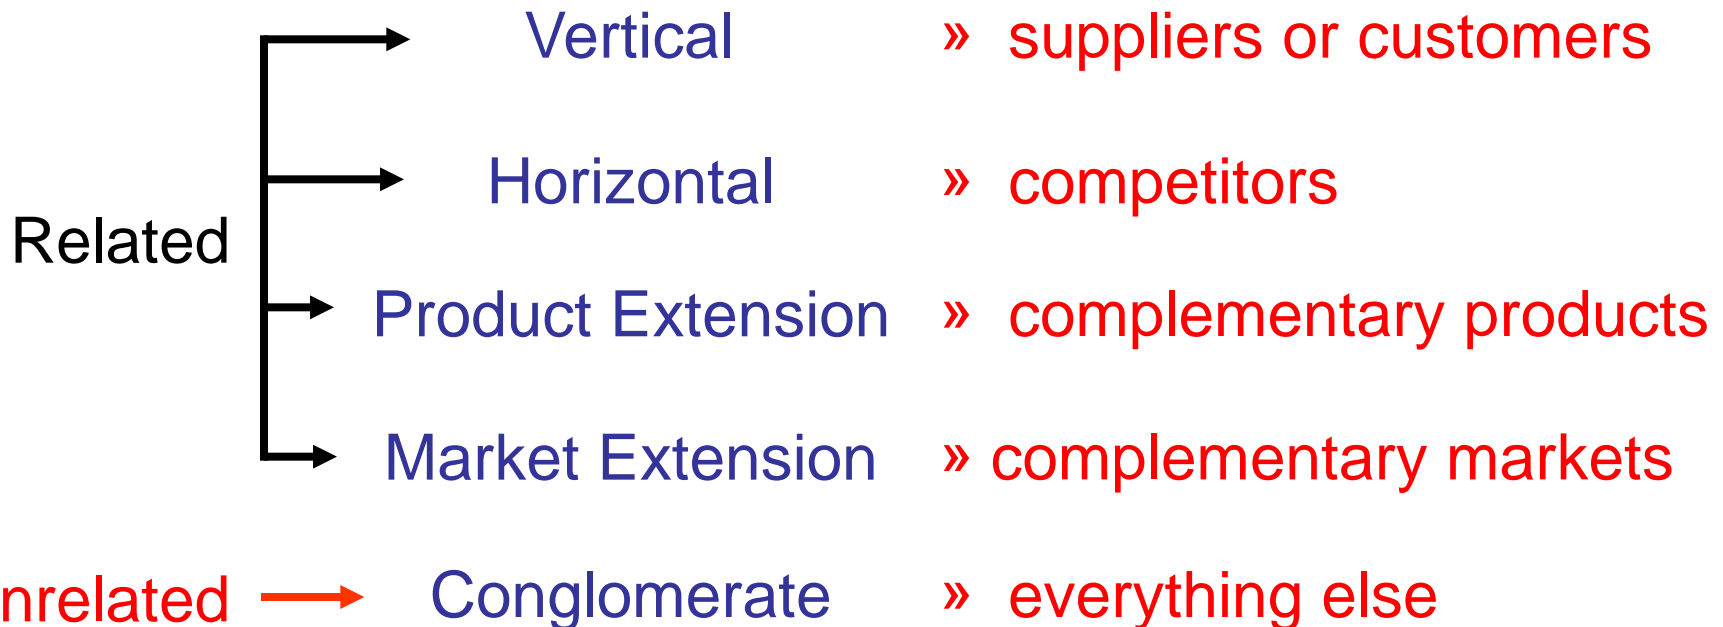 Vertical » suppliers or customers
Horizontal » competitors
Related
Product Extension » complementary products
Market Extension » complementary markets
nrelated Conglomerate » everything else